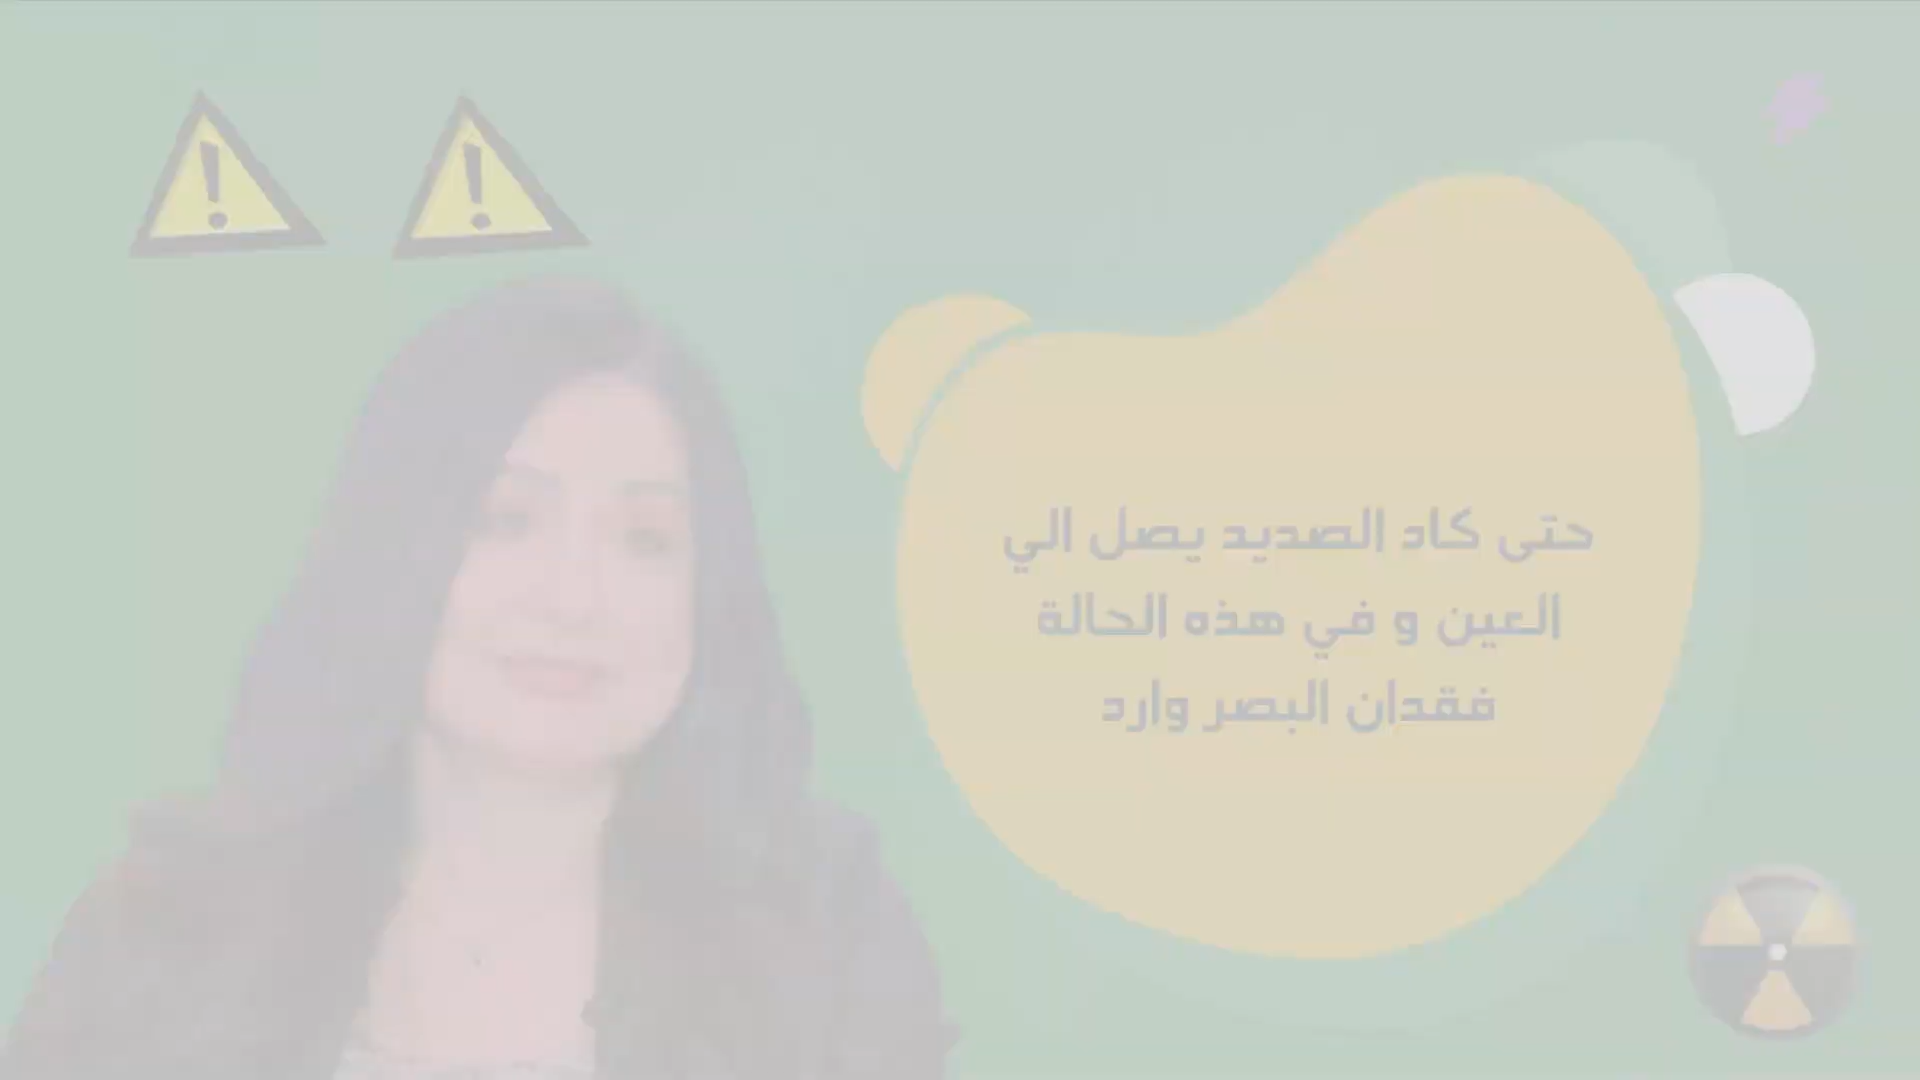 حتى كاد الصديد يصل الي
العين و في هذه الحالة
فقدان البصر وارد